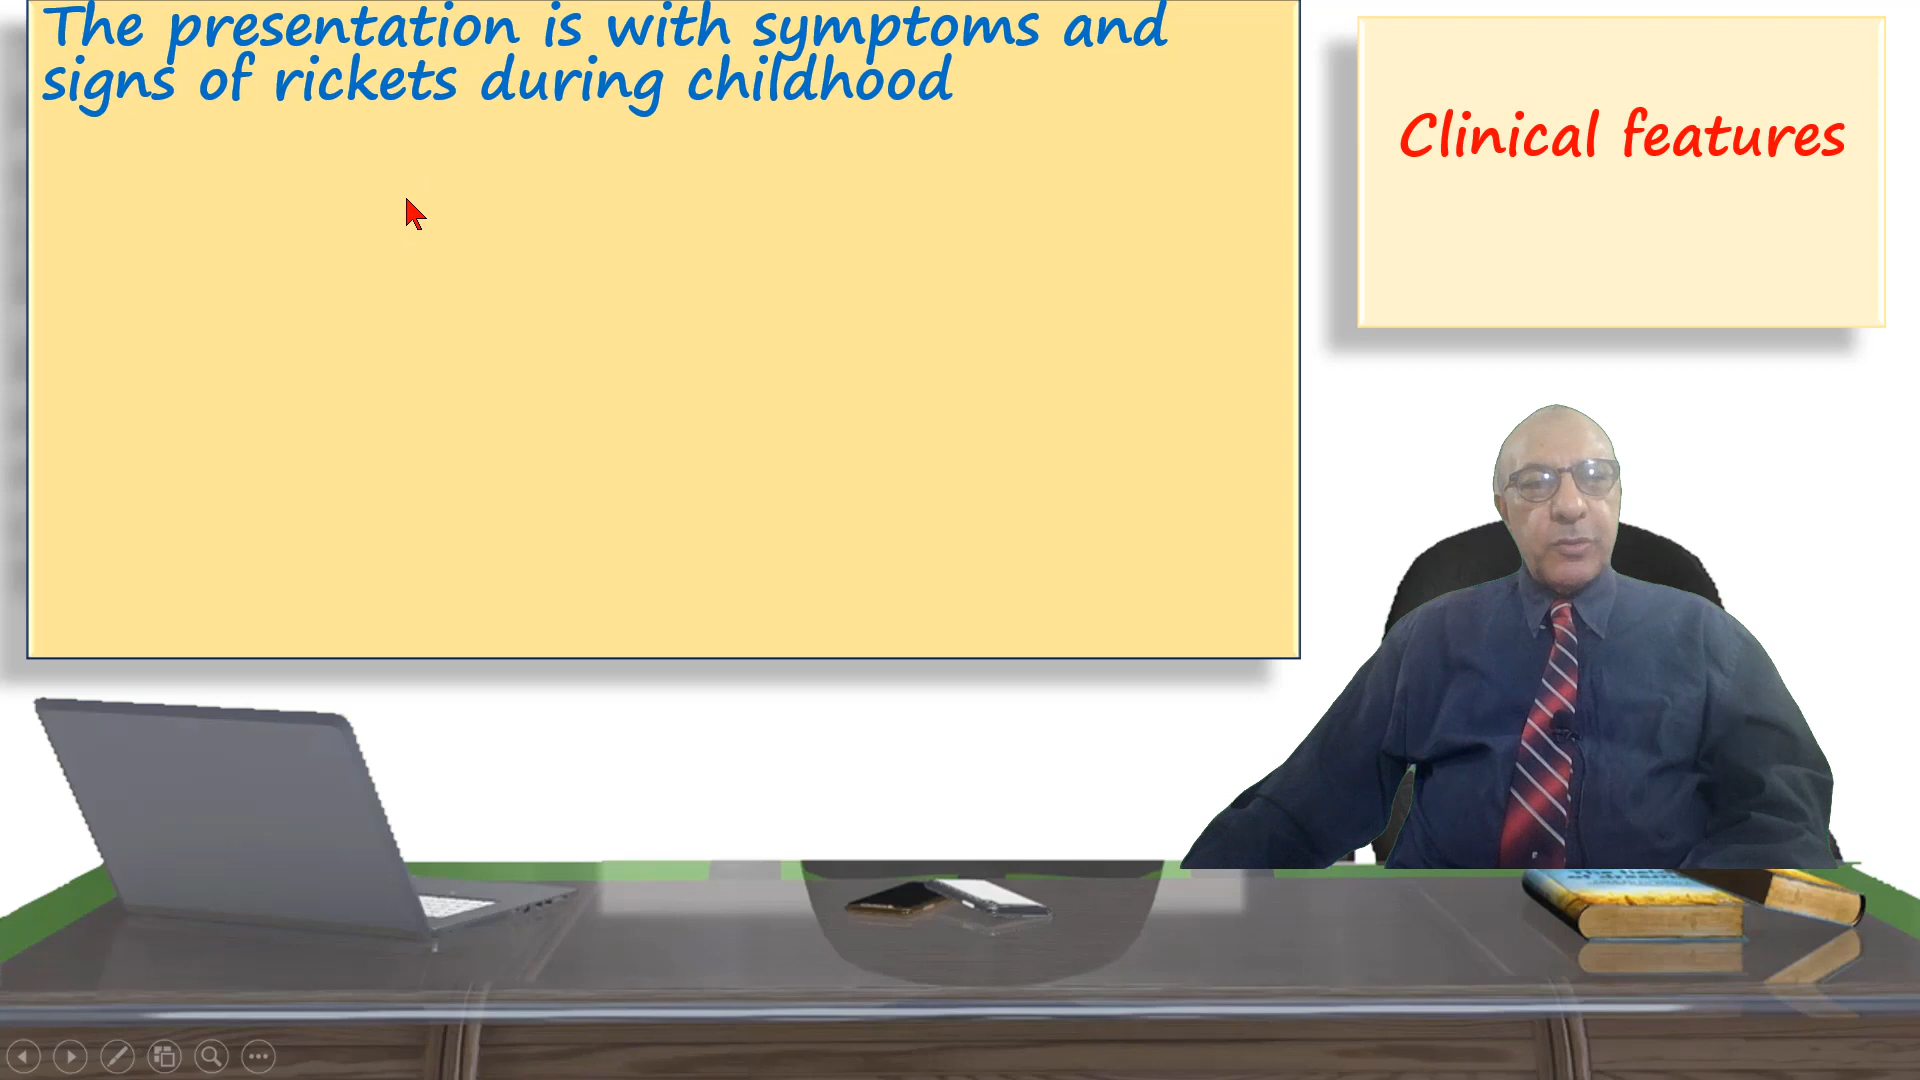 The presentation is with symptoms and
signs of rickets during childhood
Clinical features